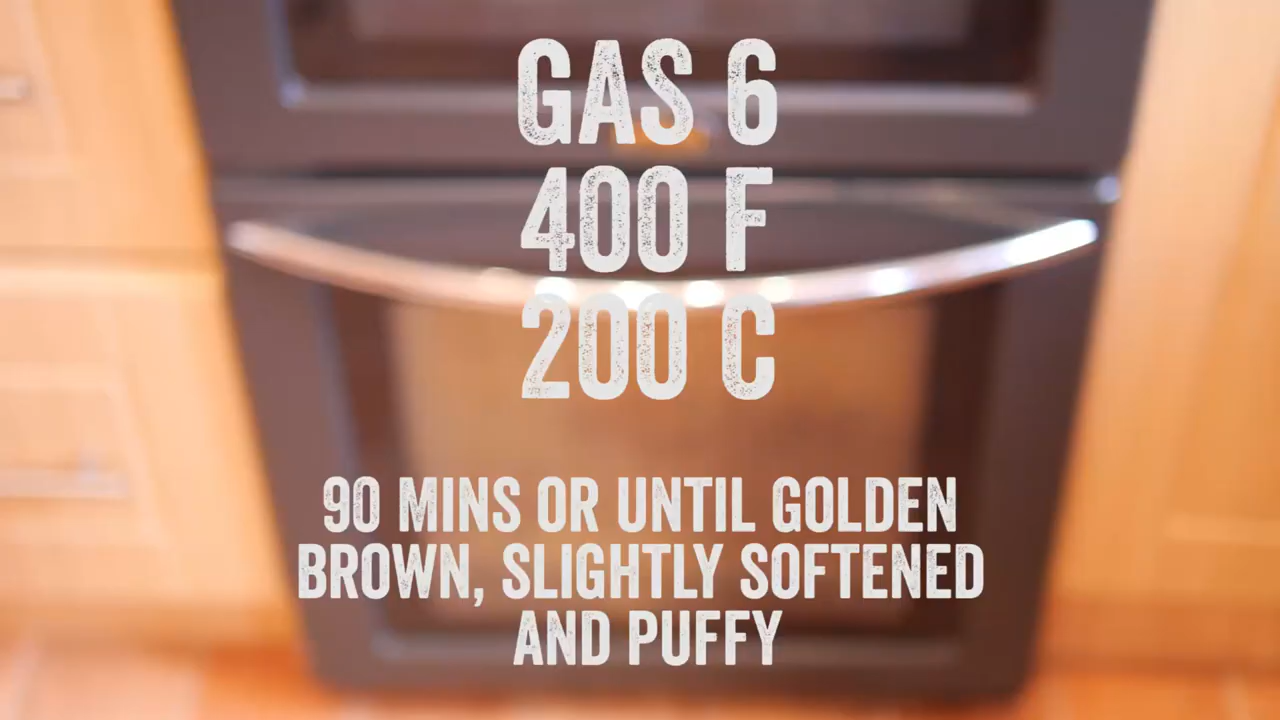 GAS 6
400 F
200 C
90 MINS OR UNTIL GOLDEN
BROWN, SLIGHTLY SOFTENED
AND PUFFY